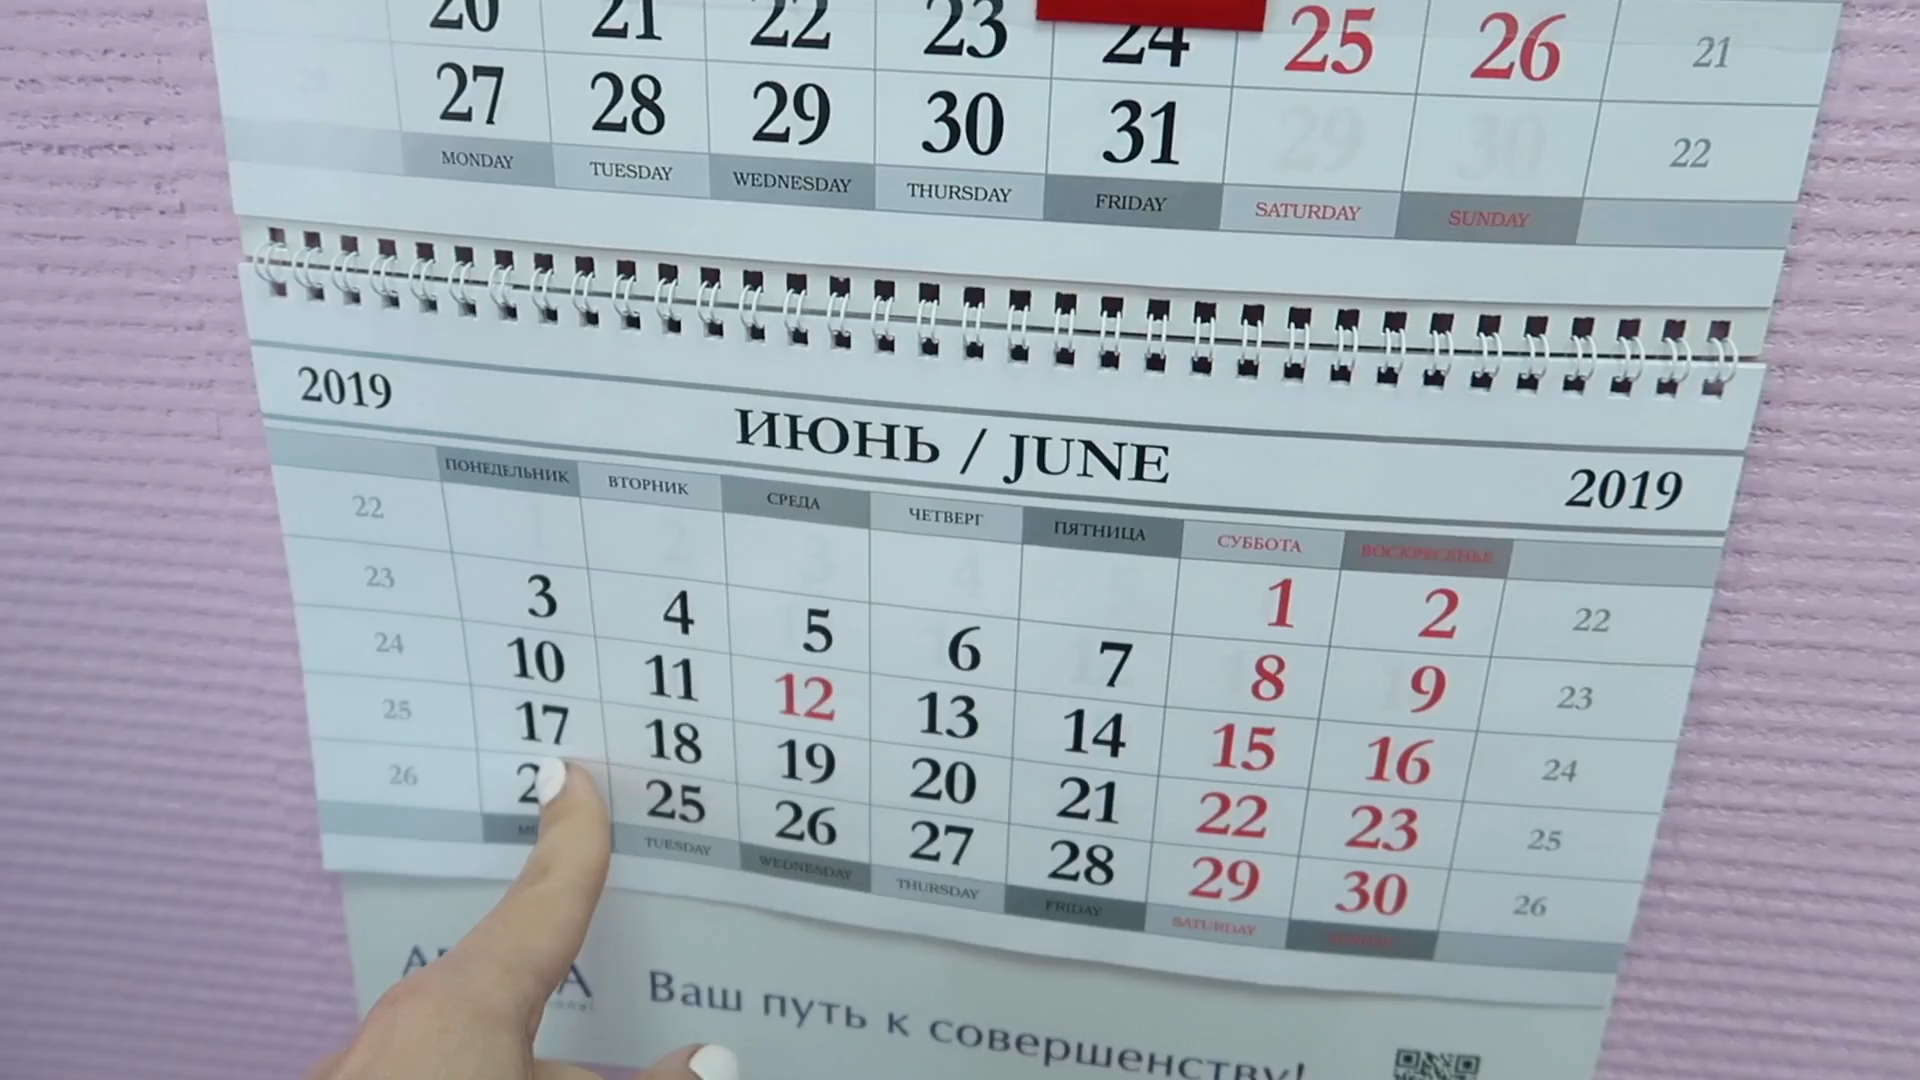 20 21 22 23 24 25 26 21
27 28 29 30 31 22
MONDAY TUESDAY WEDNESDAY THURSDAY FRIDAY SATURDAY SUNDAY
2019 ИЮНЬ / JUNE 2019
ПОНЕДЕЛЬНИК ВТОРНИК СРЕДА ЧЕТВЕРГ ПЯТНИЦА СУББОТА ВОСКРЕСЕНЬЕ
22 1 2 22
23 3 4 5 6 7 8 9 23
24 10 11 12 13 14 15 16 24
25 17 18 19 20 21 22 23 25
26 25 26 27 28 29 30 26
TUESDAY WEDNESDAY THURSDAY FRIDAY SATURDAY SUNDAY
Ваш путь к совершенству!